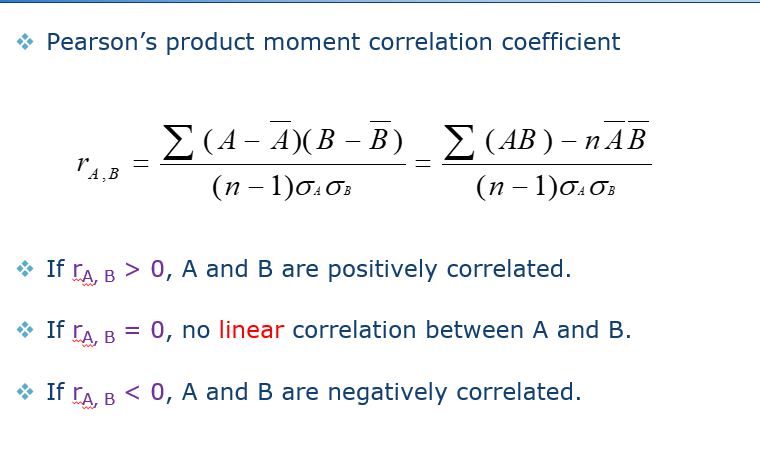 ❖ Pearson's product moment correlation coefficient
r_{A,B} = \frac{\sum (A - \overline{A})(B - \overline{B})}{(n-1)\sigma_A \sigma_B} = \frac{\sum (AB) - n\overline{A}\overline{B}}{(n-1)\sigma_A \sigma_B}
❖ If r_{A, B} > 0, A and B are positively correlated.
❖ If r_{A, B} = 0, no linear correlation between A and B.
❖ If r_{A, B} < 0, A and B are negatively correlated.